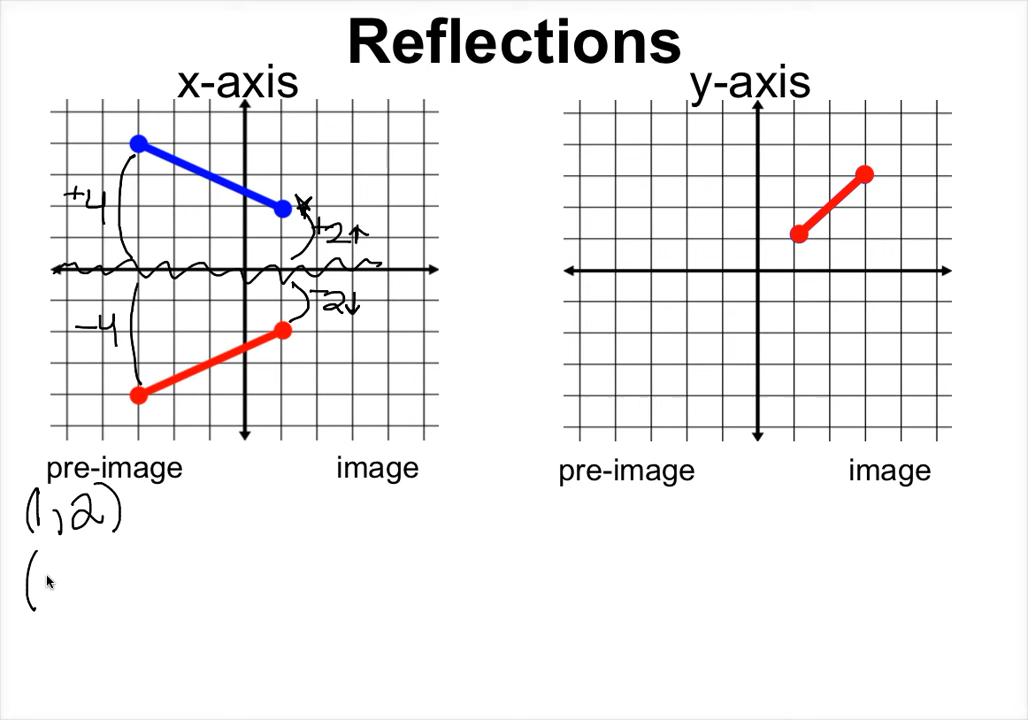 Reflections
x-axis
y-axis
+4
+2↑
-2↓
-4
pre-image
image
pre-image
image
(1,2)
(